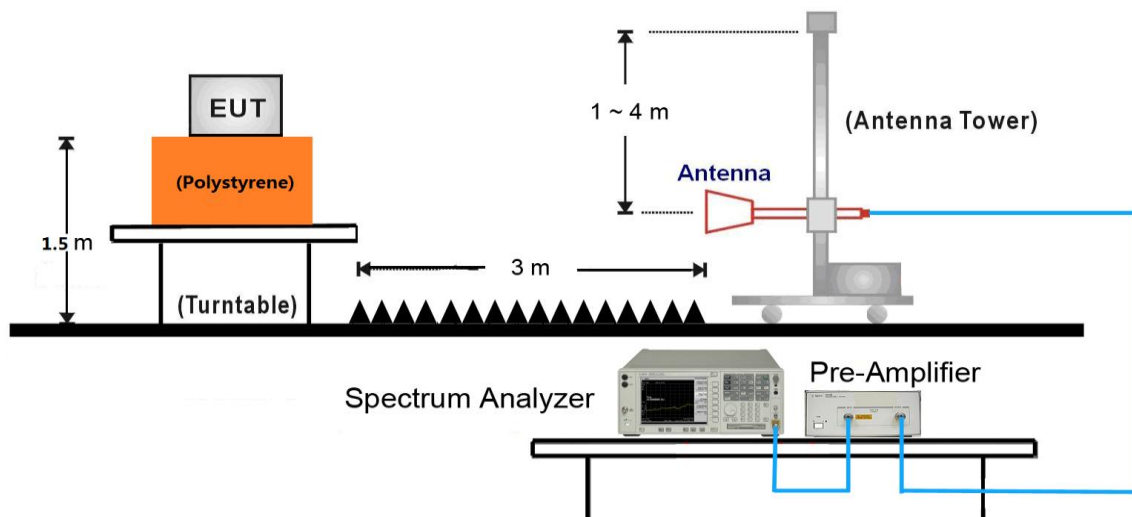 EUT
(Polystyrene)
1.5 m
(Turntable)
3 m
1 ~ 4 m
Antenna
(Antenna Tower)
Spectrum Analyzer
Pre-Amplifier